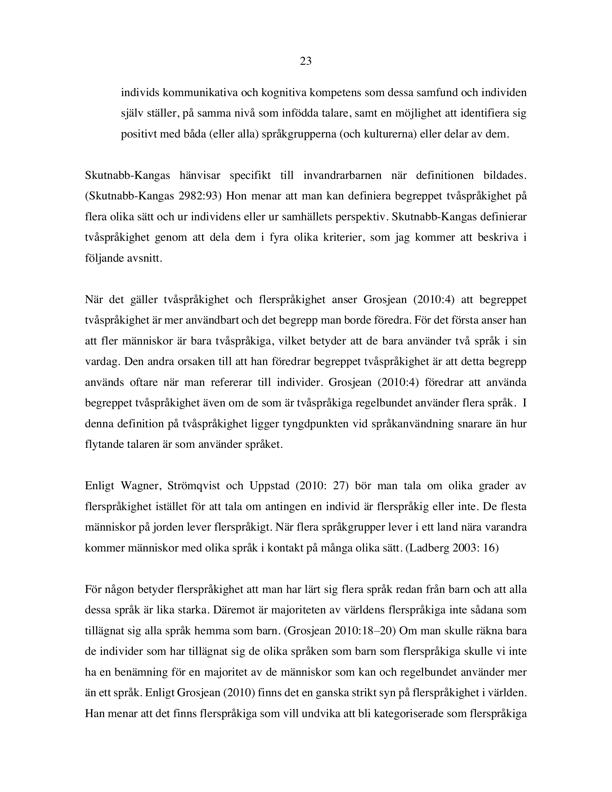 23
individs kommunikativa och kognitiva kompetens som dessa samfund och individen
själv ställer, på samma nivå som infödda talare, samt en möjlighet att identifiera sig
positivt med båda (eller alla) språkgrupperna (och kulturerna) eller delar av dem.
Skutnabb-Kangas hänvisar specifikt till invandrarbarnen när definitionen bildades.
(Skutnabb-Kangas 2982:93) Hon menar att man kan definiera begreppet tvåspråkighet på
flera olika sätt och ur individens eller ur samhällets perspektiv. Skutnabb-Kangas definierar
tvåspråkighet genom att dela dem i fyra olika kriterier, som jag kommer att beskriva i
följande avsnitt.
När det gäller tvåspråkighet och flerspråkighet anser Grosjean (2010:4) att begreppet
tvåspråkighet är mer användbart och det begrepp man borde föredra. För det första anser han
att fler människor är bara tvåspråkiga, vilket betyder att de bara använder två språk i sin
vardag. Den andra orsaken till att han föredrar begreppet tvåspråkighet är att detta begrepp
används oftare när man refererar till individer. Grosjean (2010:4) föredrar att använda
begreppet tvåspråkighet även om de som är tvåspråkiga regelbundet använder flera språk. I
denna definition på tvåspråkighet ligger tyngdpunkten vid språkanvändning snarare än hur
flytande talaren är som använder språket.
Enligt Wagner, Strömqvist och Uppstad (2010: 27) bör man tala om olika grader av
flerspråkighet istället för att tala om antingen en individ är flerspråkig eller inte. De flesta
människor på jorden lever flerspråkigt. När flera språkgrupper lever i ett land nära varandra
kommer människor med olika språk i kontakt på många olika sätt. (Ladberg 2003: 16)
För någon betyder flerspråkighet att man har lärt sig flera språk redan från barn och att alla
dessa språk är lika starka. Däremot är majoriteten av världens flerspråkiga inte sådana som
tillägnat sig alla språk hemma som barn. (Grosjean 2010:18–20) Om man skulle räkna bara
de individer som har tillägnat sig de olika språken som barn som flerspråkiga skulle vi inte
ha en benämning för en majoritet av de människor som kan och regelbundet använder mer
än ett språk. Enligt Grosjean (2010) finns det en ganska strikt syn på flerspråkighet i världen.
Han menar att det finns flerspråkiga som vill undvika att bli kategoriserade som flerspråkiga